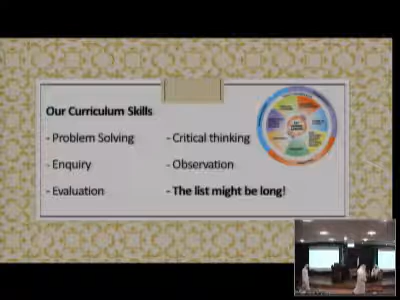 Our Curriculum Skills
- Problem Solving
- Critical thinking
- Enquiry
- Observation
- Evaluation
- The list might be long!